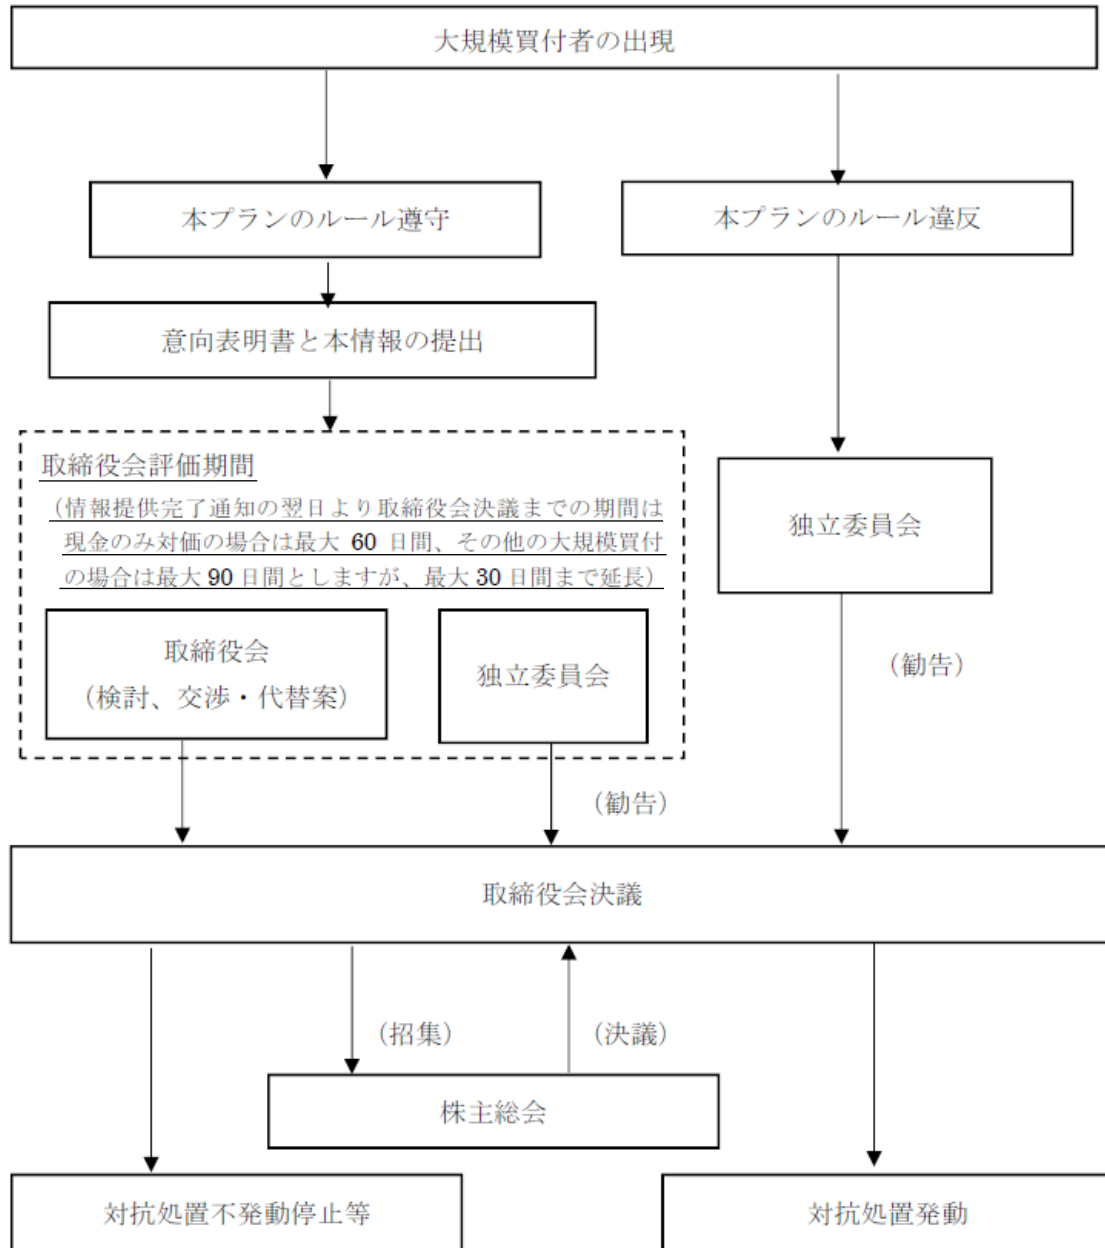 大規模買付者の出現
本プランのルール遵守
本プランのルール違反
意向表明書と本情報の提出
取締役会評価期間
（情報提供完了通知の翌日より取締役会決議までの期間は
現金のみ対価の場合は最大 60 日間、その他の大規模買付
の場合は最大 90 日間としますが、最大 30 日間まで延長）
独立委員会
取締役会
（検討、交渉・代替案）
独立委員会
（勧告）
（勧告）
取締役会決議
（招集）
（決議）
株主総会
対抗処置不発動停止等
対抗処置発動